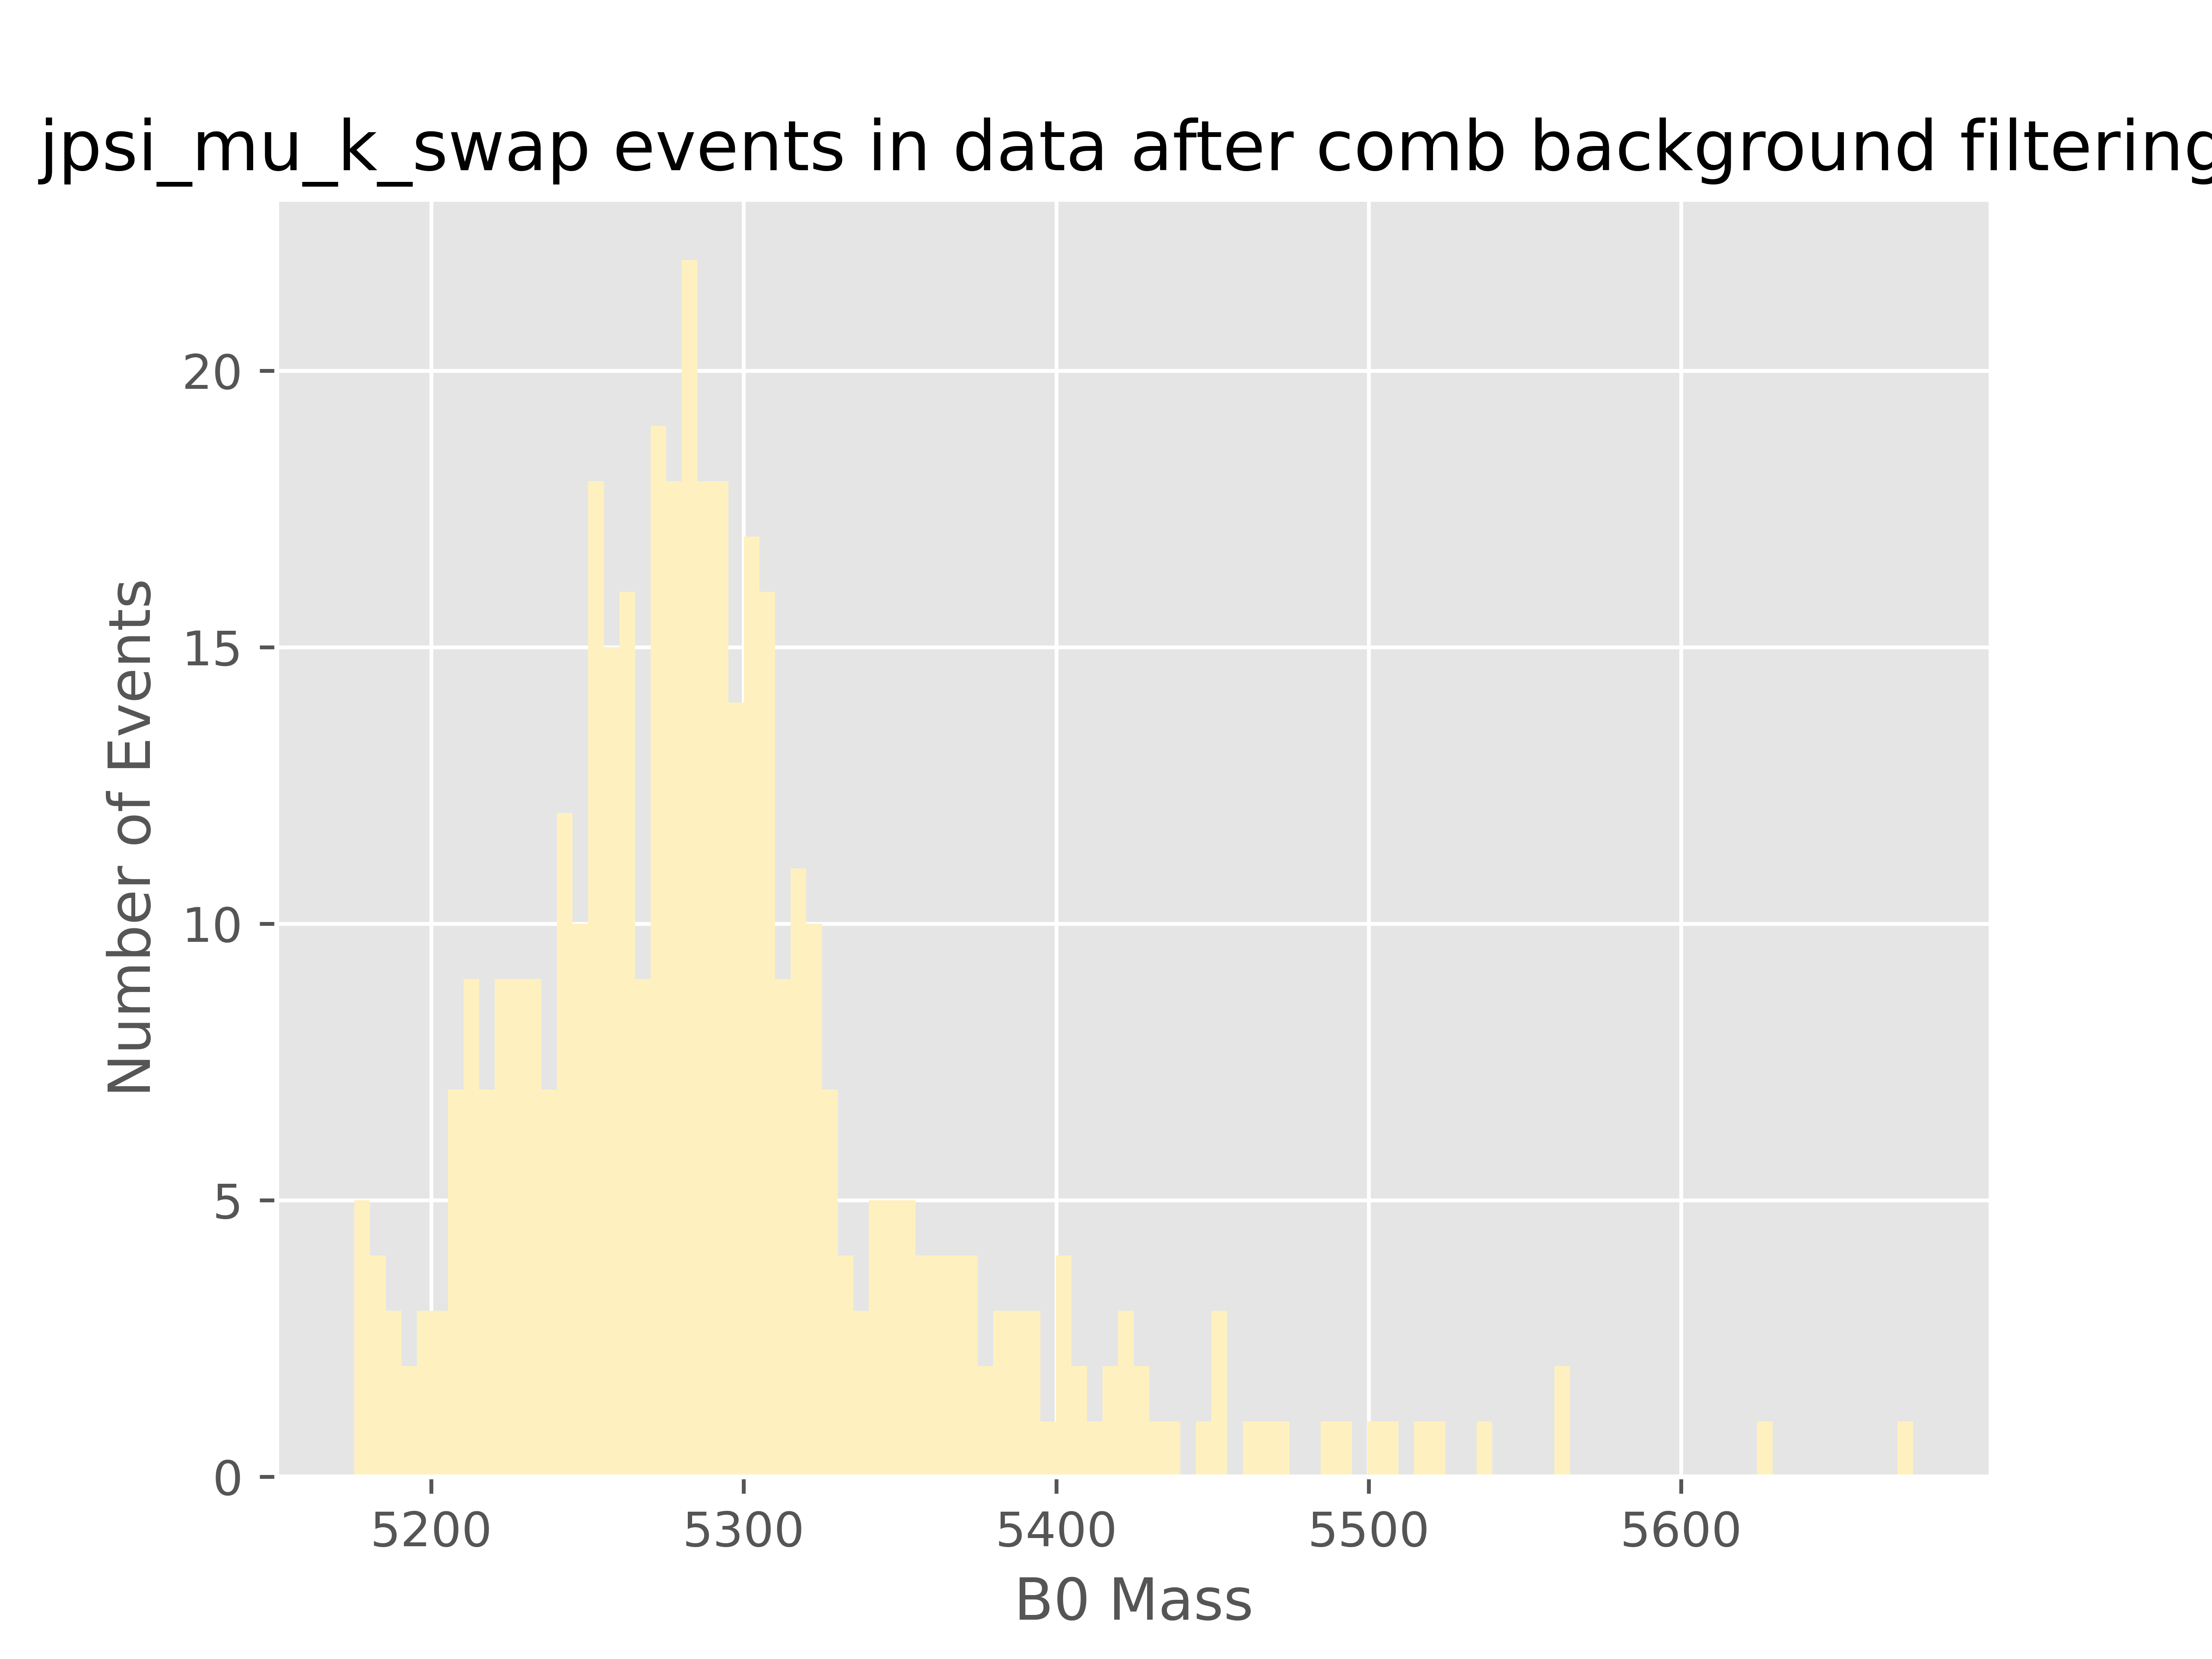 jpsi_mu_k_swap events in data after comb background filtering
Number of Events
20
15
10
5
0
5200 5300 5400 5500 5600
B0 Mass